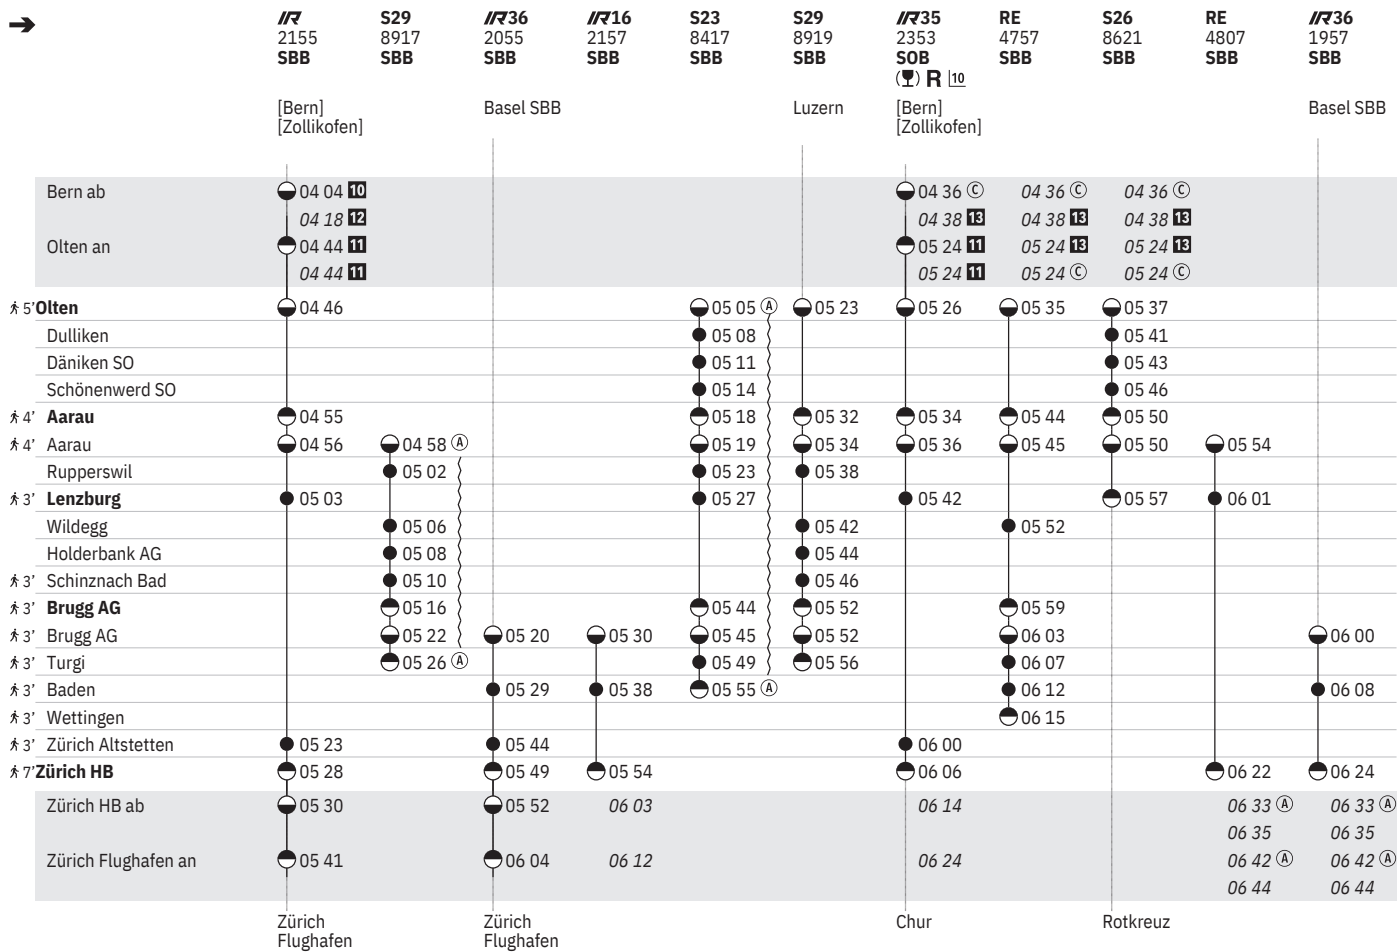 IR S29 IR36 IR16 S23 S29 IR35 RE S26 RE IR36
2155 8917 2055 2157 8417 8919 2353 4757 8621 4807 1957
SBB SBB SBB SBB SBB SBB SOB SBB SBB SBB SBB
R 10
[Bern] Basel SBB Luzern [Bern] Basel SBB
[Zollikofen] [Zollikofen]
Bern ab 04 04 10 04 36 C 04 36 C 04 36 C
04 18 12 04 38 13 04 38 13 04 38 13
Olten an 04 44 11 05 24 11 05 24 13 05 24 13
04 44 11 05 24 11 05 24 C 05 24 C
5' Olten 04 46 05 05 A 05 23 05 26 05 35 05 37
Dulliken 05 08 05 41
Däniken SO 05 11 05 43
Schönenwerd SO 05 14 05 46
4' Aarau 04 55 05 18 05 32 05 34 05 44 05 50
4' Aarau 04 56 04 58 A 05 19 05 34 05 36 05 45 05 50 05 54
Rupperswil 05 02 05 23 05 38
3' Lenzburg 05 03 05 27 05 42 05 57 06 01
Wildegg 05 06 05 42 05 52
Holderbank AG 05 08 05 44
3' Schinznach Bad 05 10 05 46
3' Brugg AG 05 16 05 44 05 52 05 59
3' Brugg AG 05 22 05 20 05 30 05 45 05 52 06 03 06 00
3' Turgi 05 26 A 05 49 05 56 06 07
3' Baden 05 29 05 38 05 55 A 06 12 06 08
3' Wettingen 06 15
3' Zürich Altstetten 05 23 05 44 06 00
7' Zürich HB 05 28 05 49 05 54 06 06 06 22 06 24
Zürich HB ab 05 30 05 52 06 03 06 14 06 33 A 06 33 A
06 35 06 35
Zürich Flughafen an 05 41 06 04 06 12 06 24 06 42 A 06 42 A
06 44 06 44
Zürich Zürich Chur Rotkreuz
Flughafen Flughafen